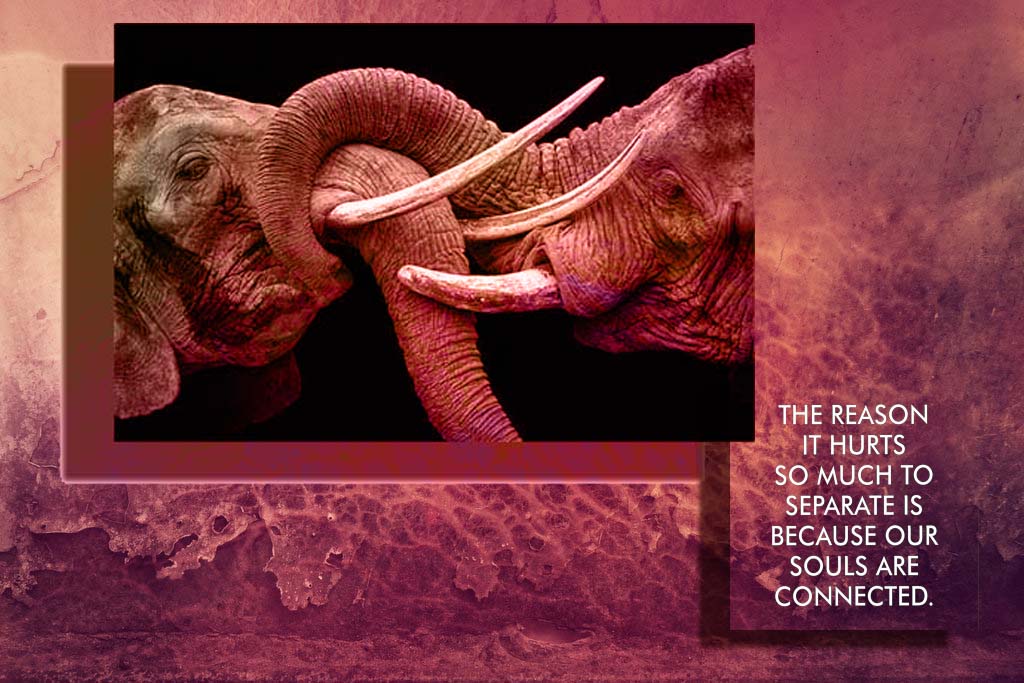 THE REASON
IT HURTS
SO MUCH TO
SEPARATE IS
BECAUSE OUR
SOULS ARE
CONNECTED.